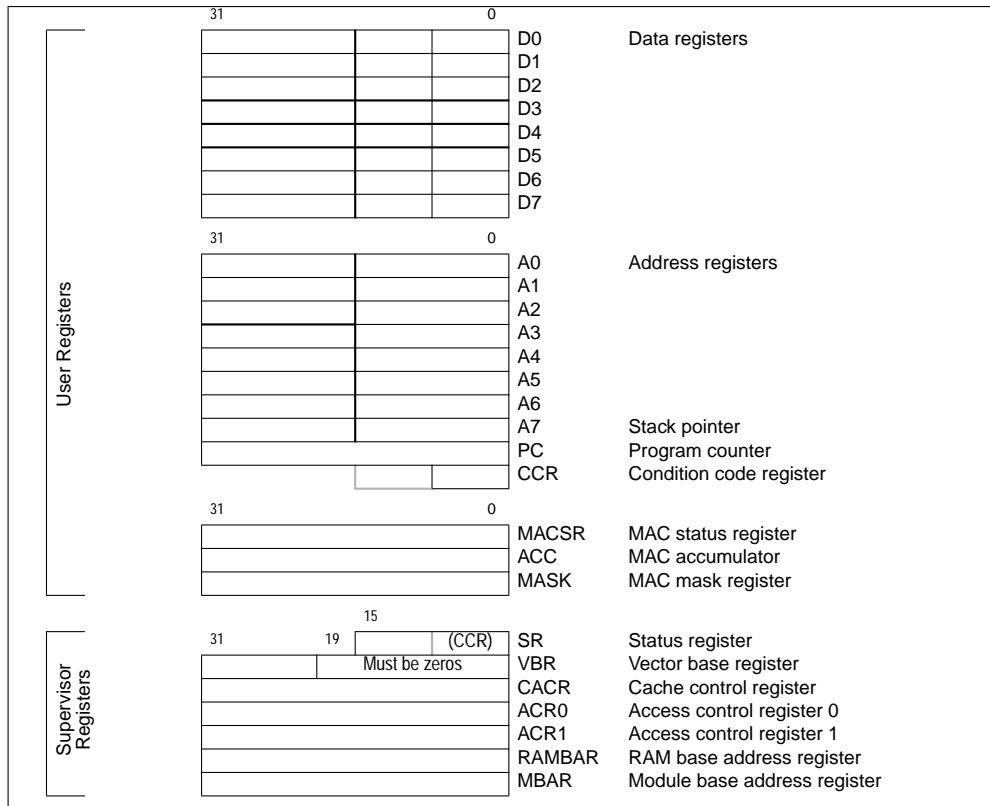 31 0
D0 Data registers
D1
D2
D3
D4
D5
D6
D7
31 0
A0 Address registers
A1
A2
A3
A4
A5
A6
A7 Stack pointer
PC Program counter
CCR Condition code register
User Registers
31 0
MACSR MAC status register
ACC MAC accumulator
MASK MAC mask register
15
31 19 (CCR) SR Status register
Must be zeros VBR Vector base register
CACR Cache control register
ACR0 Access control register 0
ACR1 Access control register 1
RAMBAR RAM base address register
MBAR Module base address register
Supervisor
Registers